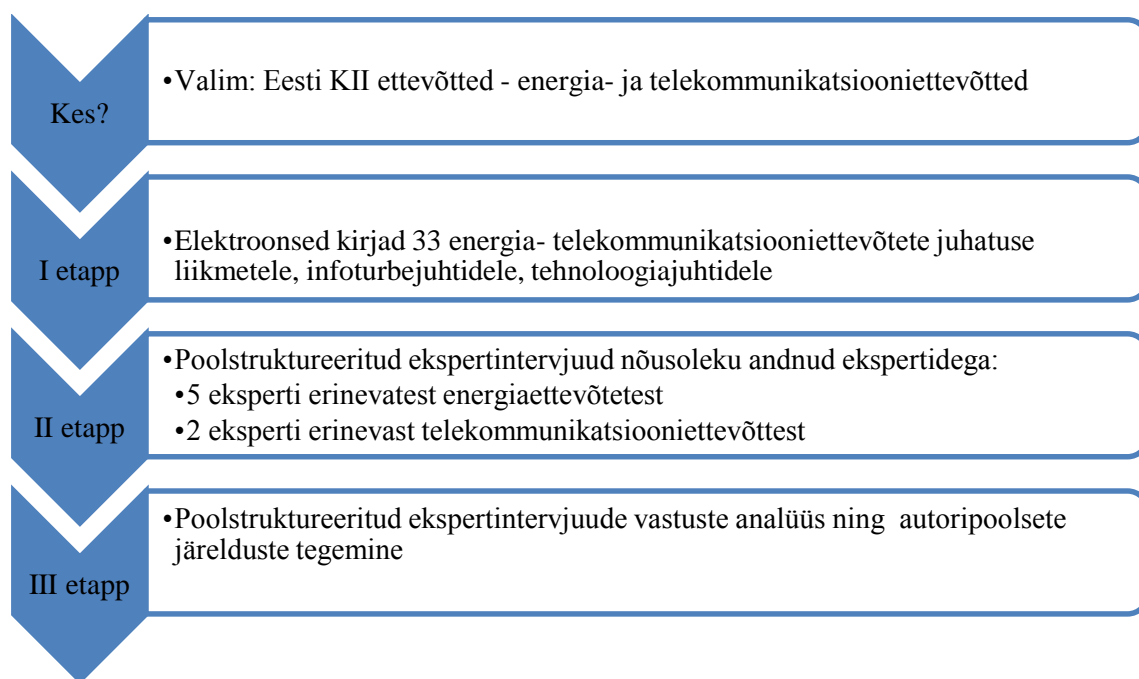 Kes?
•Valim: Eesti KII ettevõtted - energia- ja telekommunikatsiooniettevõtted
I etapp
•Elektroonsed kirjad 33 energia- telekommunikatsiooniettevõtete juhatuse
liikmetele, infoturbejuhtidele, tehnoloogiajuhtidele
II etapp
•Poolstruktureeritud ekspertintervjuud nõusoleku andnud ekspertidega:
•5 eksperti erinevatest energiaettevõtetest
•2 eksperti erinevast telekommunikatsiooniettevõttest
III etapp
•Poolstruktureeritud ekspertintervjuude vastuste analüüs ning autoripoolsete
järelduste tegemine